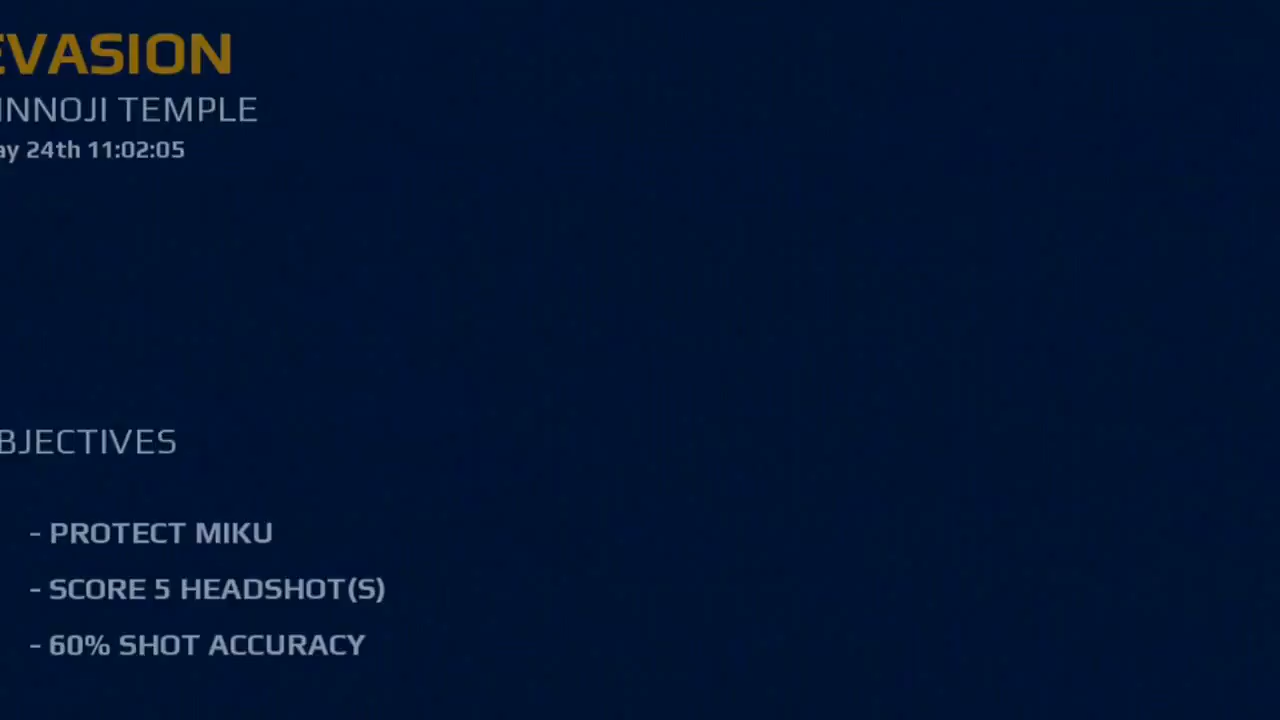 EVASION
INNOJI TEMPLE
ay 24th 11:02:05
BJECTIVES
- PROTECT MIKU
- SCORE 5 HEADSHOT(S)
- 60% SHOT ACCURACY